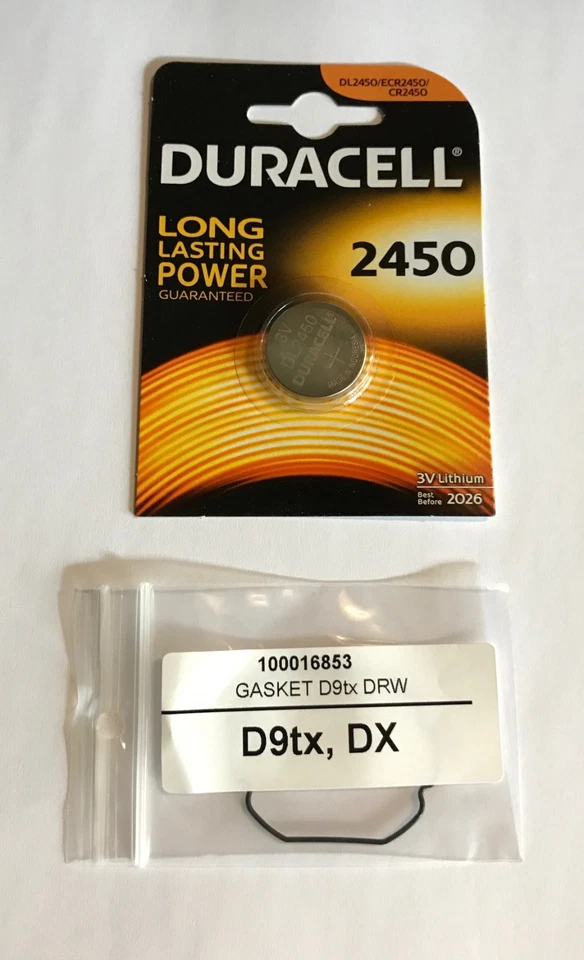 DL2450/ECR2450/
CR2450
DURACELL®
LONG
LASTING
POWER
GUARANTEED
2450
3V
DL2450
DURACELL®
+
3V Lithium
Best
Before 2026
100016853
GASKET D9tx DRW
D9tx, DX